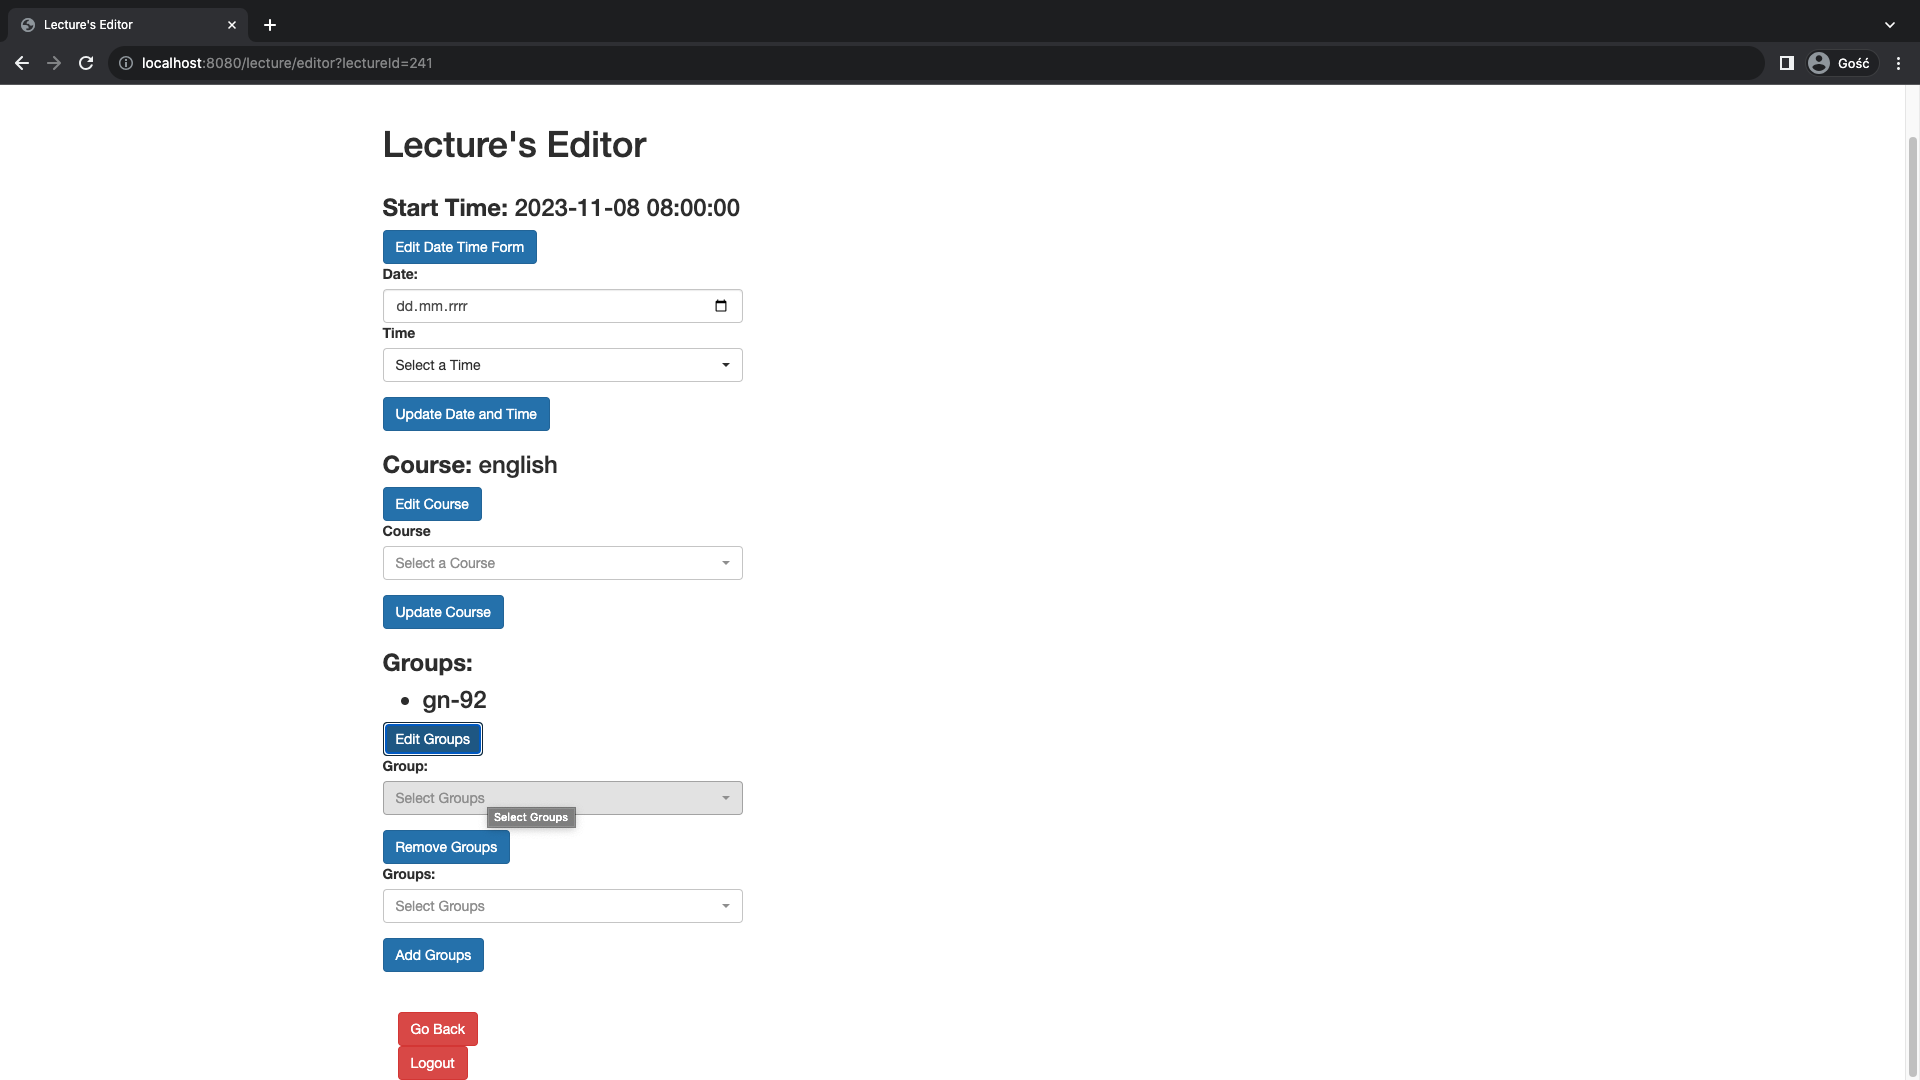 Lecture's Editor
localhost:8080/lecture/editor?lectureId=241
Gość
Lecture's Editor
Start Time: 2023-11-08 08:00:00
Edit Date Time Form
Date:
dd.mm.rrrr
Time
Select a Time
Update Date and Time
Course: english
Edit Course
Course
Select a Course
Update Course
Groups:
• gn-92
Edit Groups
Group:
Select Groups
Select Groups
Remove Groups
Groups:
Select Groups
Add Groups
Go Back
Logout